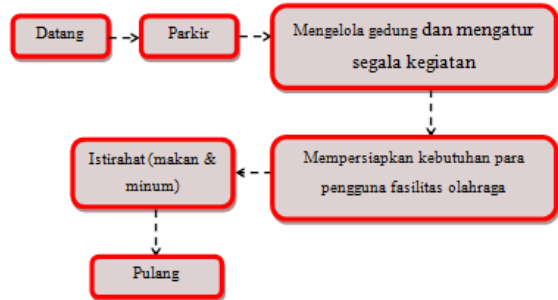 Datang
Parkir
Mengelola gedung dan mengatur
segala kegiatan
Mempersiapkan kebutuhan para
pengguna fasilitas olahraga
Istirahat (makan &
minum)
Pulang